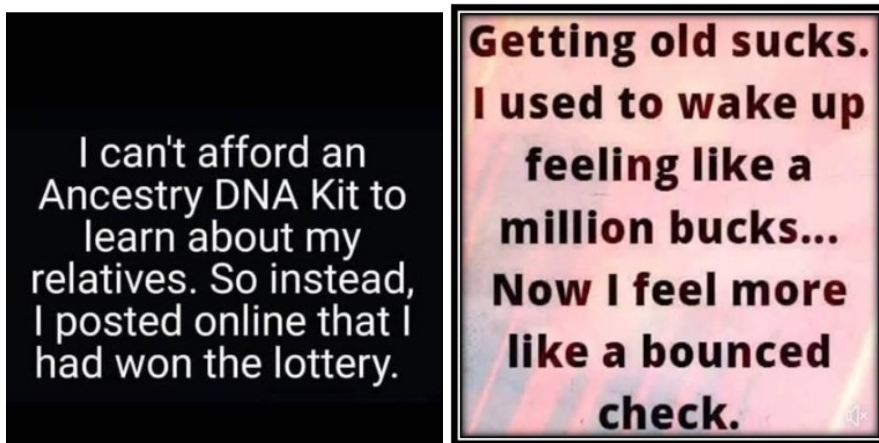 I can't afford an
Ancestry DNA Kit to
learn about my
relatives. So instead,
I posted online that I
had won the lottery.
Getting old sucks.
I used to wake up
feeling like a
million bucks...
Now I feel more
like a bounced
check.